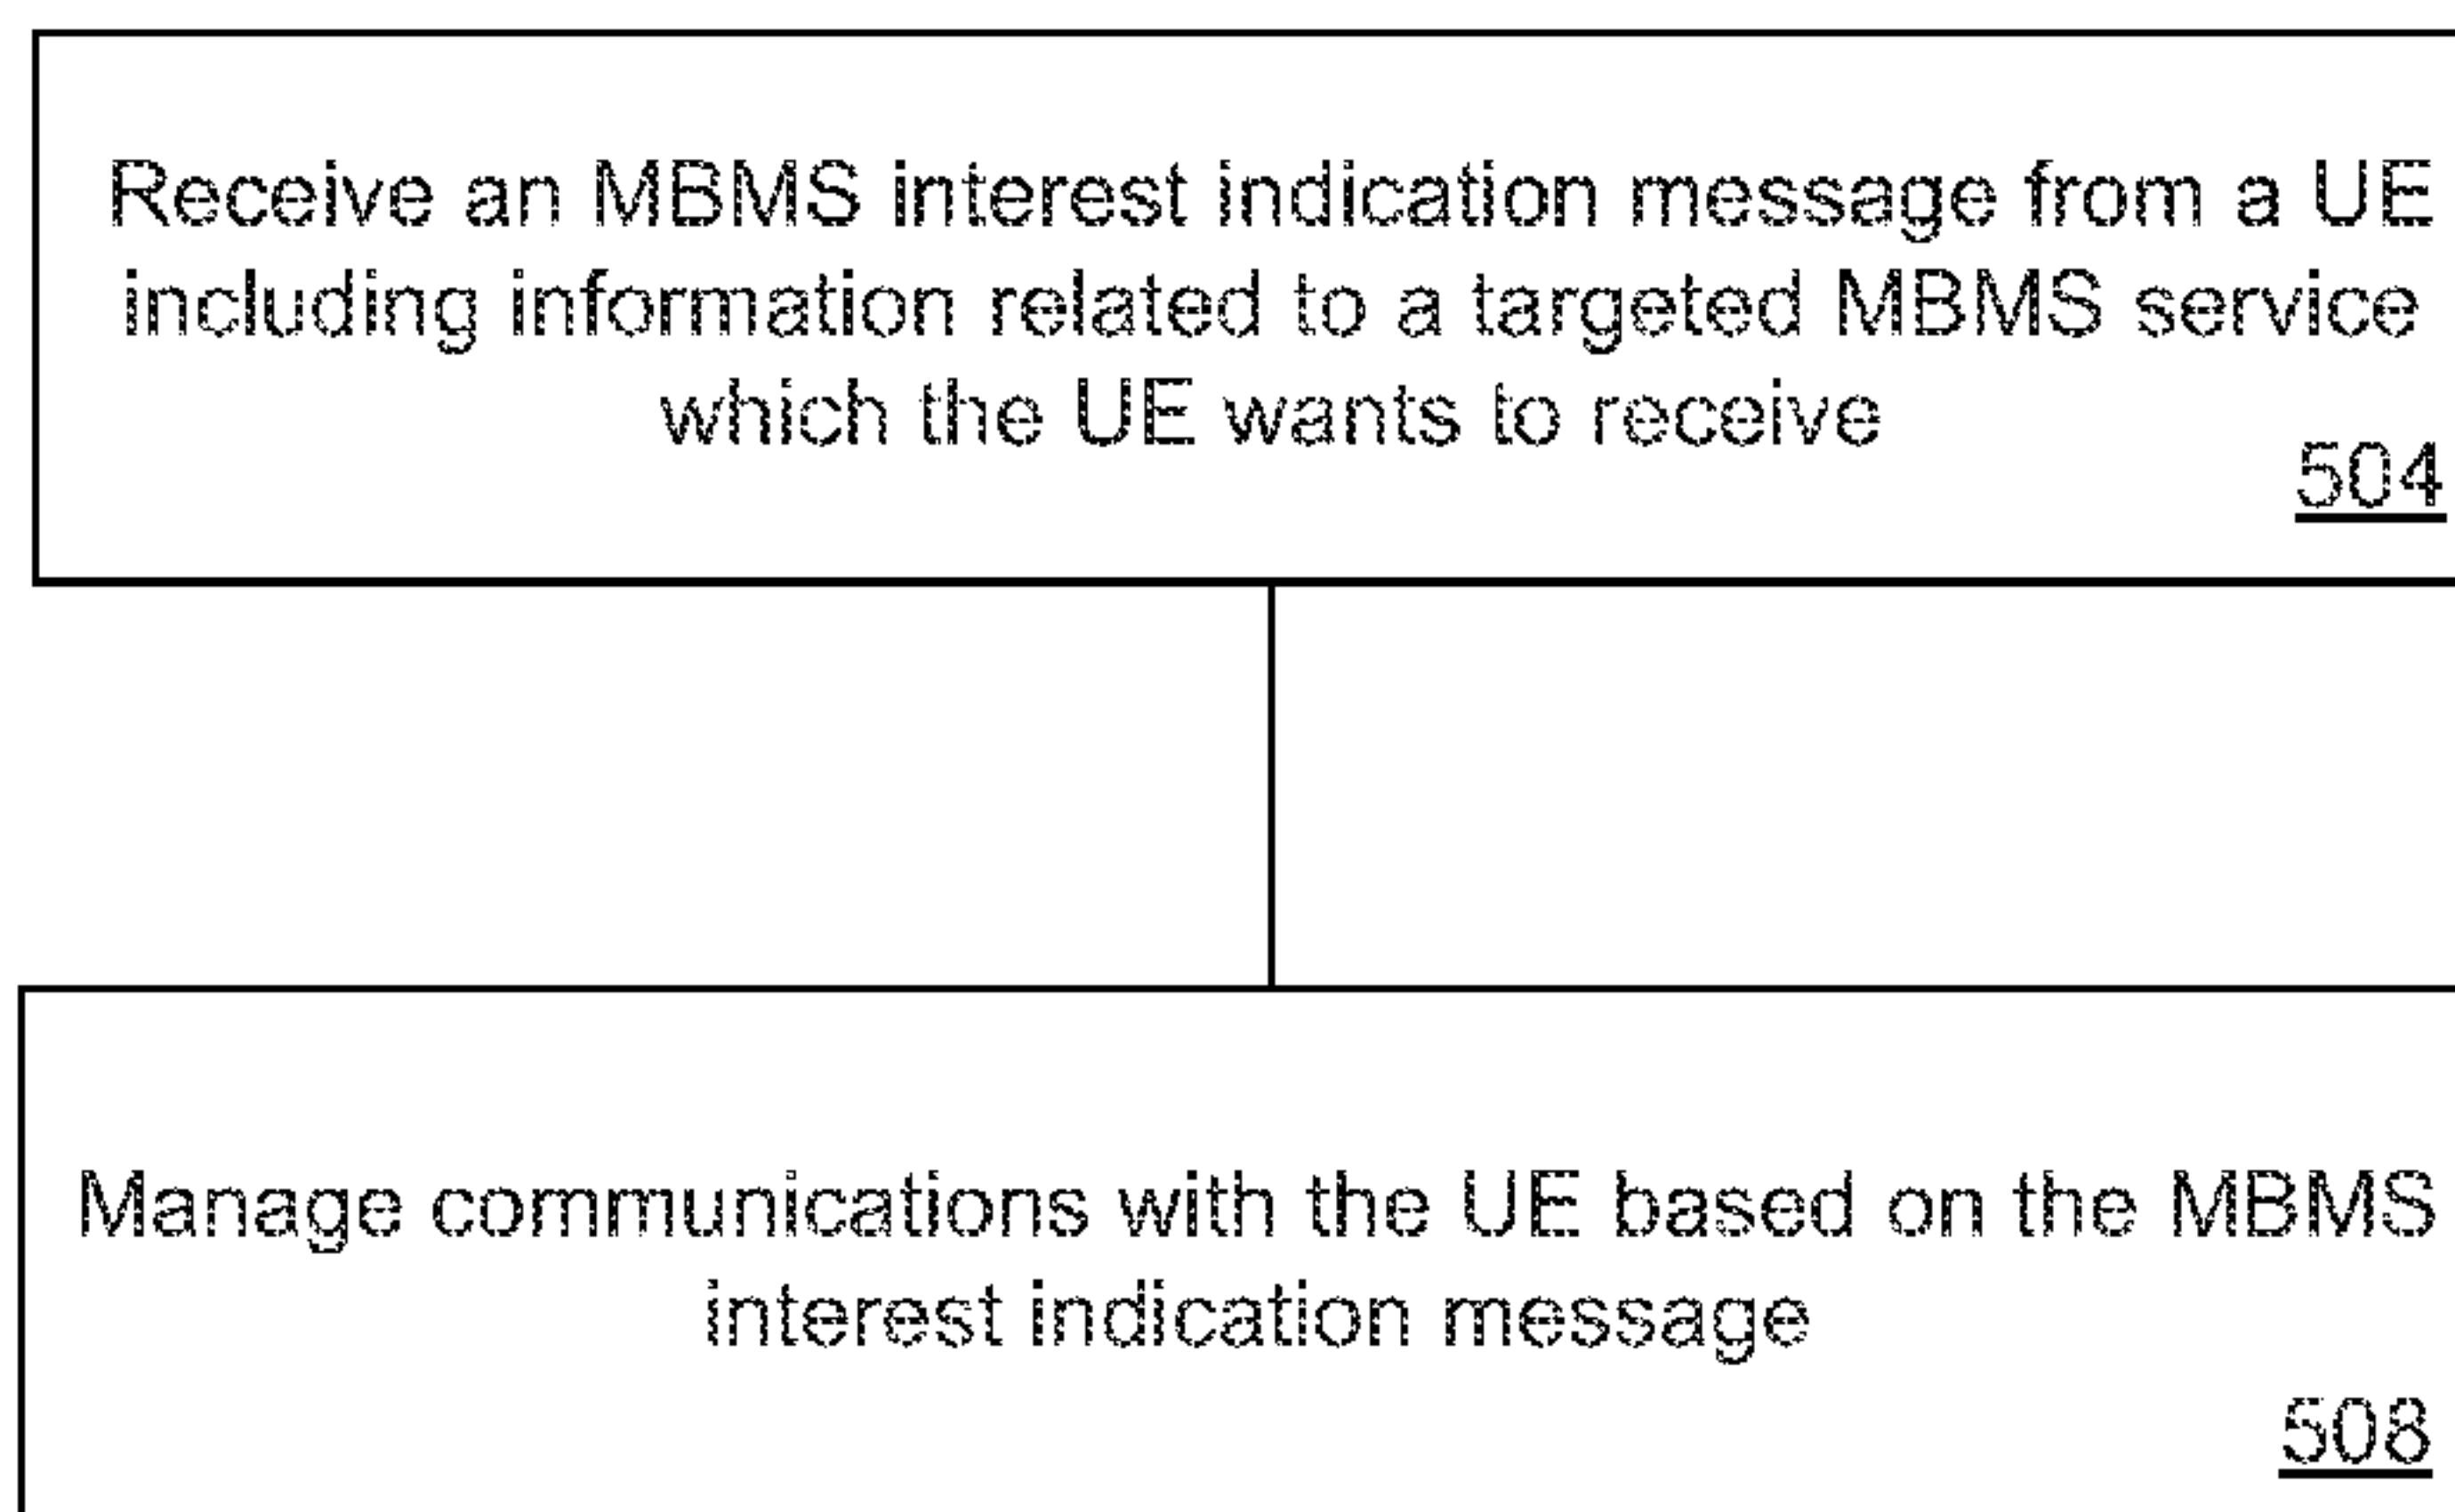 Receive an MBMS interest indication message from a UE
including information related to a targeted MBMS service
which the UE wants to receive
504
Manage communications with the UE based on the MBMS
interest indication message
508